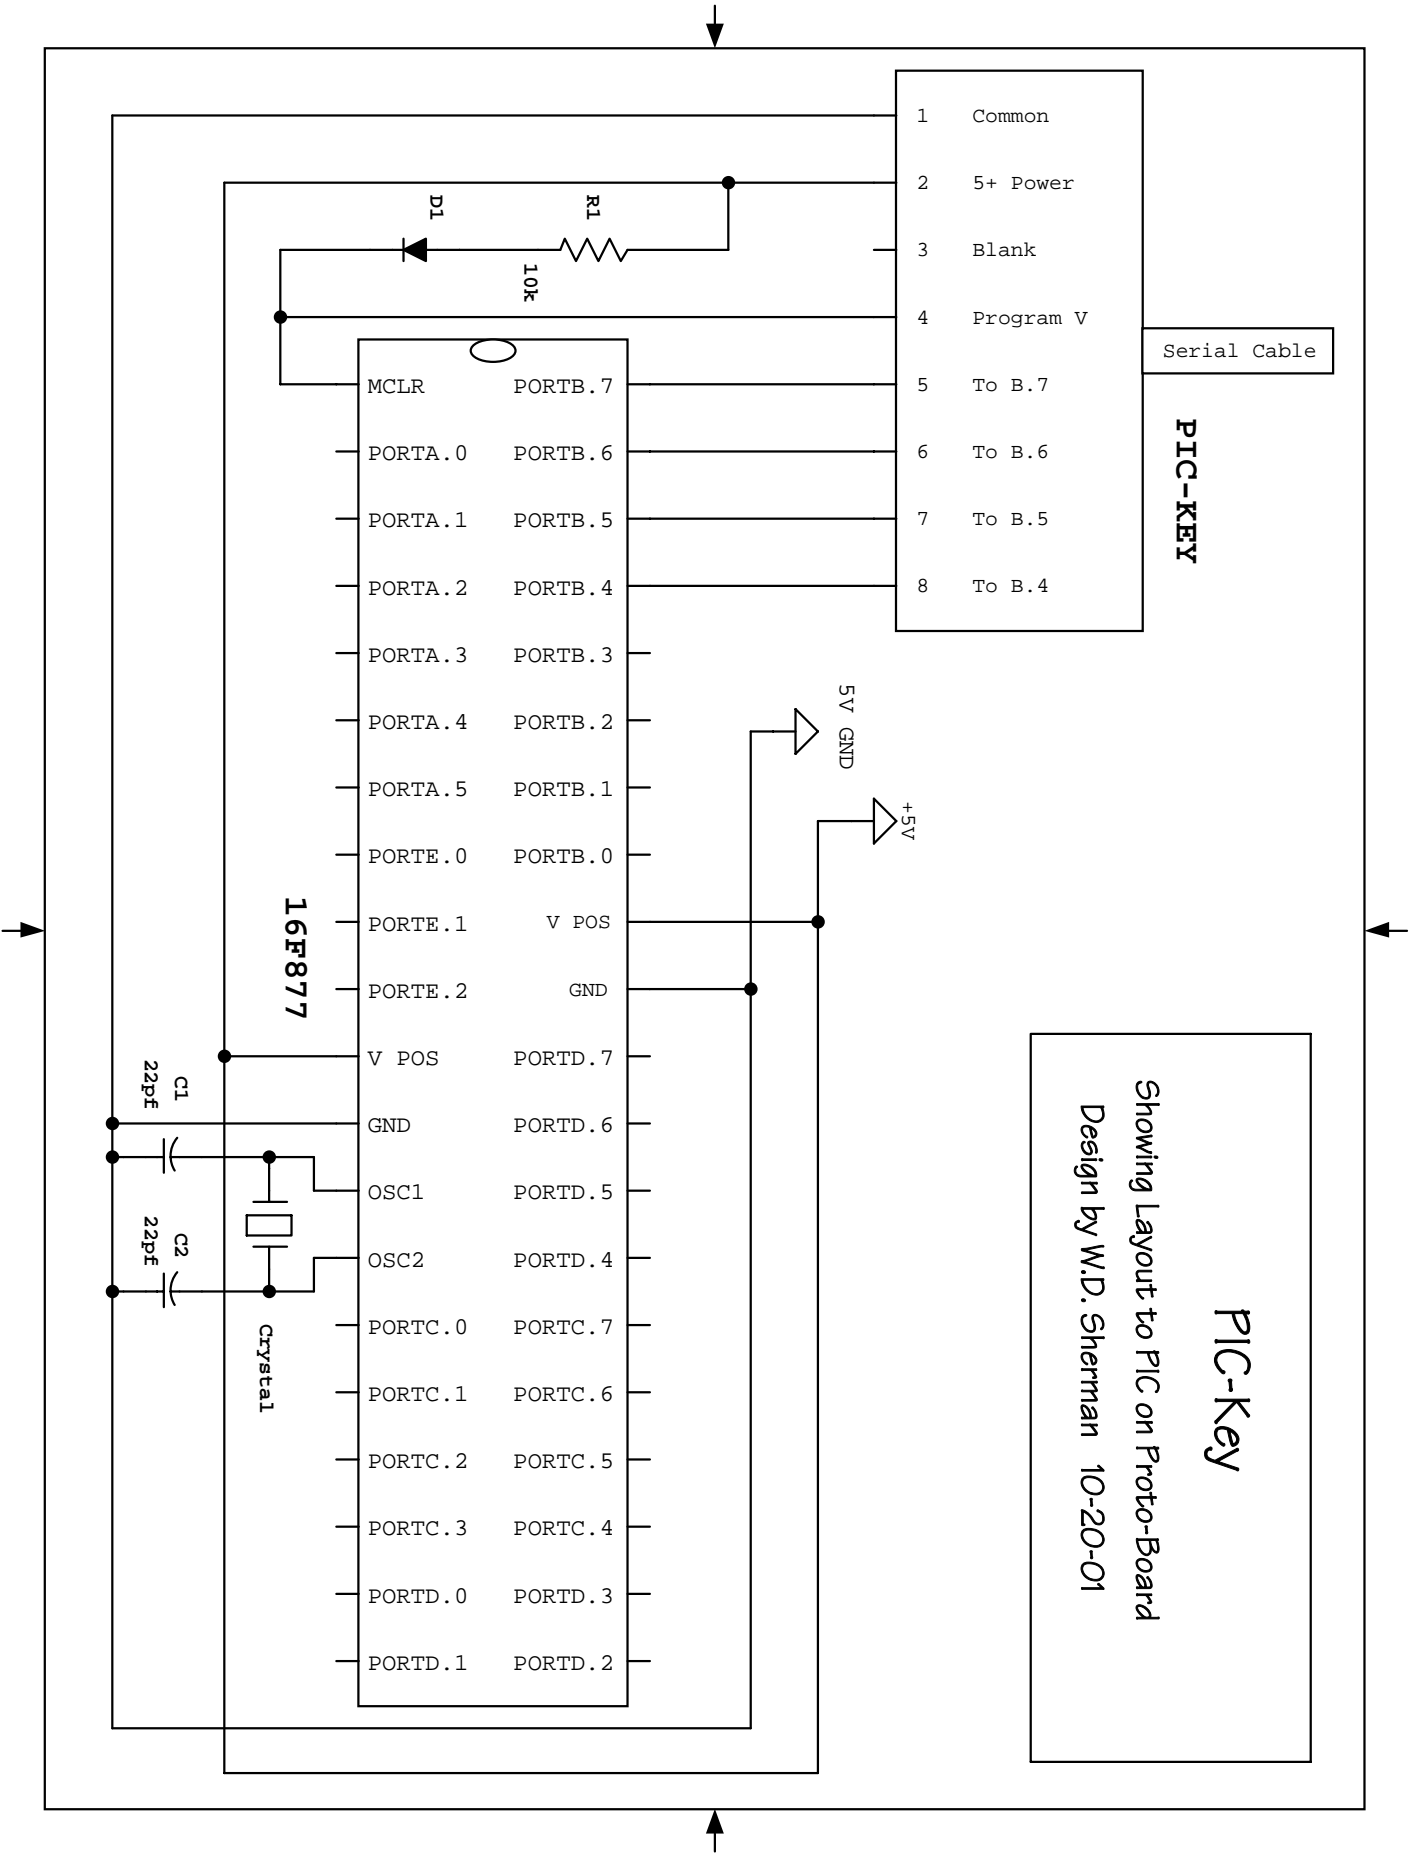 1 Common
2 5+ Power
3 Blank
4 Program V
5 To B.7
6 To B.6
7 To B.5
8 To B.4
Serial Cable
PIC-KEY
D1
R1
10k
MCLR PORTB.7
PORTA.0 PORTB.6
PORTA.1 PORTB.5
PORTA.2 PORTB.4
PORTA.3 PORTB.3
PORTA.4 PORTB.2
PORTA.5 PORTB.1
PORTE.0 PORTB.0
PORTE.1 V POS
PORTE.2 GND
V POS PORTD.7
GND PORTD.6
OSC1 PORTD.5
OSC2 PORTD.4
PORTC.0 PORTC.7
PORTC.1 PORTC.6
PORTC.2 PORTC.5
PORTC.3 PORTC.4
PORTD.0 PORTD.3
PORTD.1 PORTD.2
16F877
5V GND
+5V
C1
22pf
C2
22pf
Crystal
PIC-Key
Showing Layout to PIC on Proto-Board
Design by W.D. Sherman 10-20-01